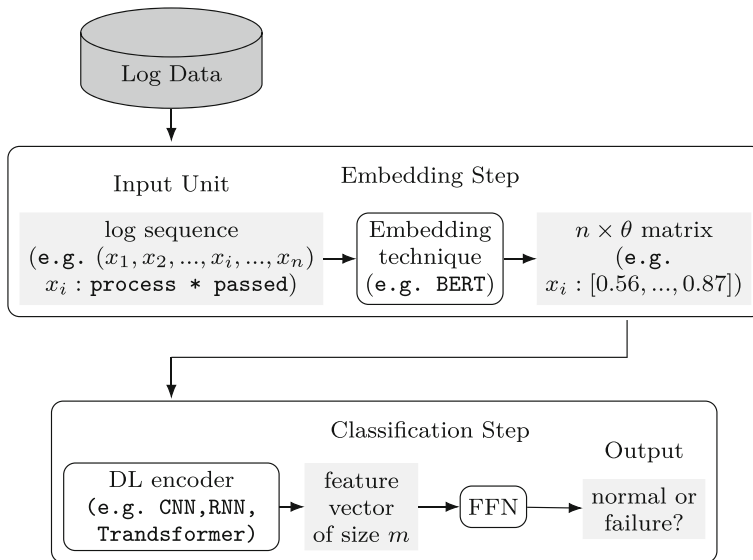 Log Data
Embedding Step
Input Unit
log sequence
(e.g. (x₁, x₂, ..., xᵢ, ..., xₙ)
xᵢ : process * passed)
Embedding
technique
(e.g. BERT)
n × θ matrix
(e.g.
xᵢ : [0.56, ..., 0.87])
Classification Step
DL encoder
(e.g. CNN,RNN,
Trandsformer)
feature
vector
of size m
FFN
Output
normal or
failure?